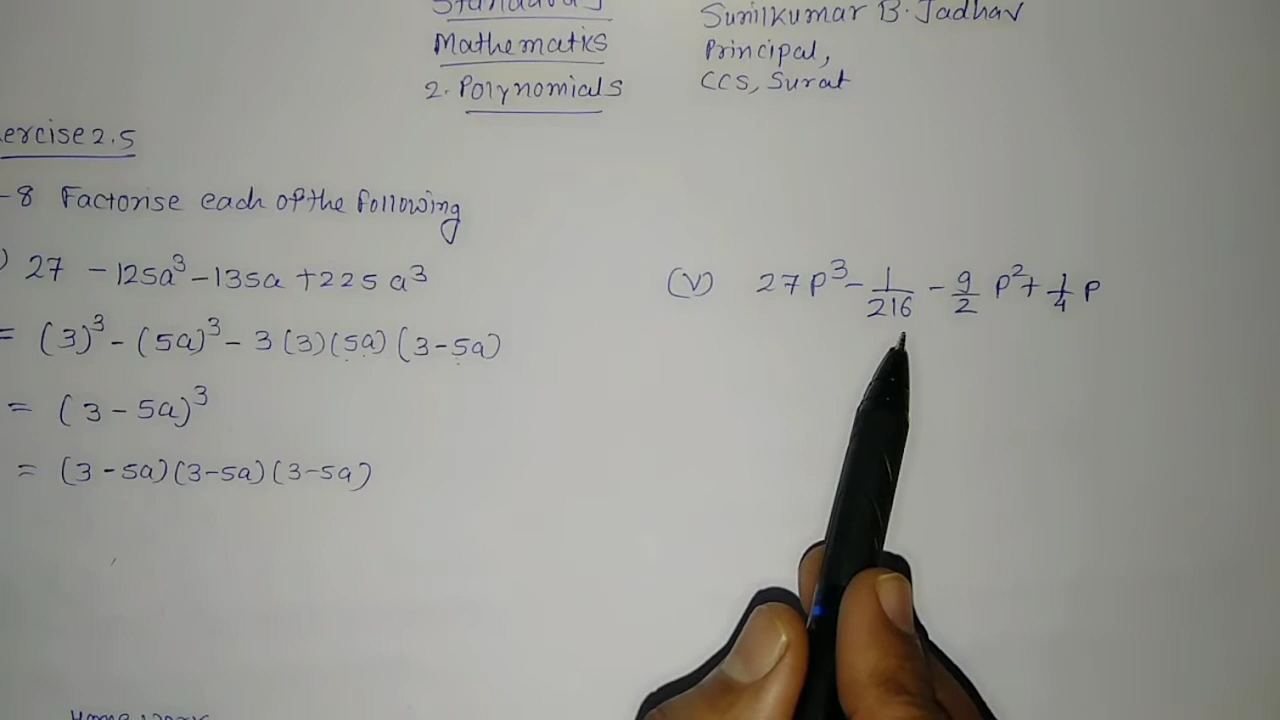 Sunilkumar B. Jadhav
Mathematics
Principal,
2. Polynomials
CCS, Surat
ercise 2.5
-8 Factorise each of the following
) 27 - 125a³ - 135a + 225a³
= (3)³ - (5a)³ - 3(3)(5a)(3-5a)
= (3-5a)³
= (3-5a)(3-5a)(3-5a)
(V) 27p³ - 1/216 - 9/2 p² + 1/4 p